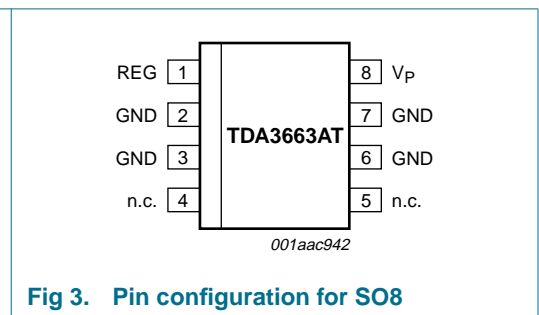 REG 1 8 VP
GND 2 7 GND
TDA3663AT
GND 3 6 GND
n.c. 4 5 n.c.
001aac942
Fig 3. Pin configuration for SO8